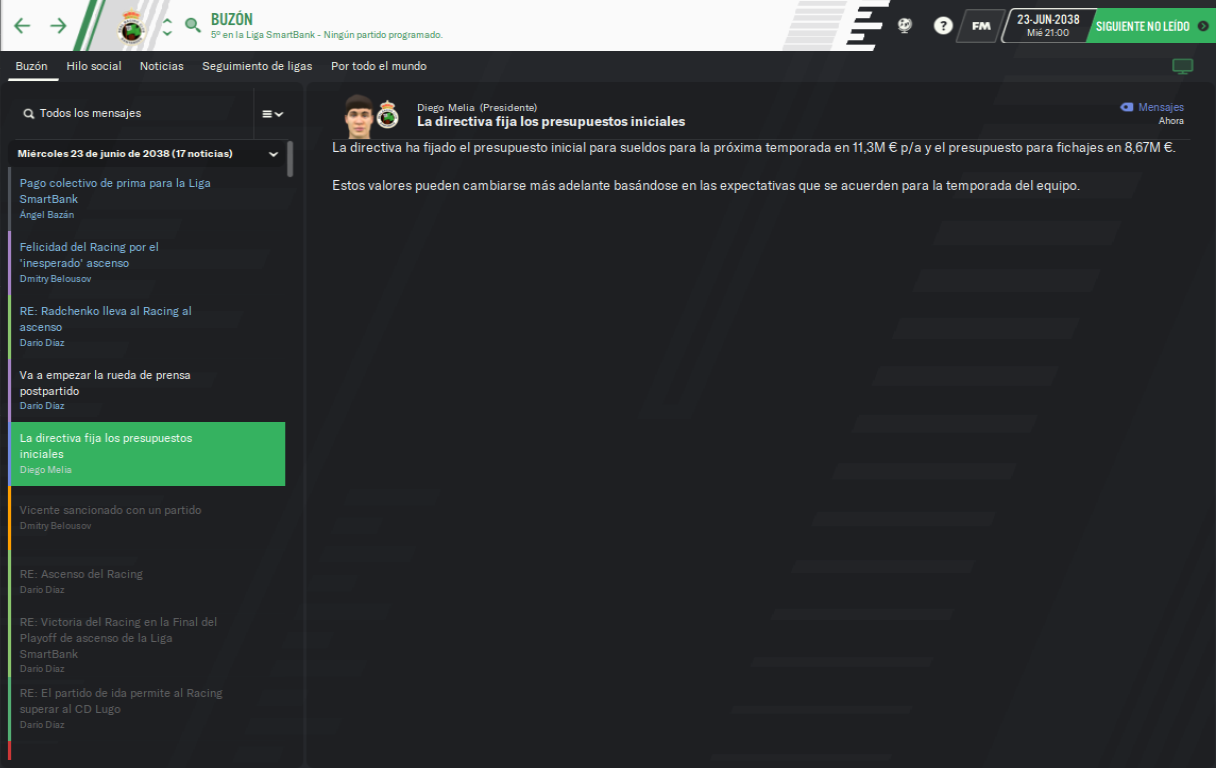 BUZÓN
5º en la Liga SmartBank - Ningún partido programado.
FM
23-JUN-2038
Mié 21:00
SIGUIENTE NO LEÍDO
Buzón
Hilo social
Noticias
Seguimiento de ligas
Por todo el mundo
Todos los mensajes
Miércoles 23 de junio de 2038 (17 noticias)
Pago colectivo de prima para la Liga
SmartBank
Ángel Bazán
Felicidad del Racing por el
'inesperado' ascenso
Dmitry Belousov
RE: Radchenko lleva al Racing al
ascenso
Darío Díaz
Va a empezar la rueda de prensa
postpartido
Darío Díaz
La directiva fija los presupuestos
iniciales
Diego Melia
Vicente sancionado con un partido
Dmitry Belousov
RE: Ascenso del Racing
Darío Díaz
RE: Victoria del Racing en la Final del
Playoff de ascenso de la Liga
SmartBank
Darío Díaz
RE: El partido de ida permite al Racing
superar al CD Lugo
Darío Díaz
Diego Melia (Presidente)
La directiva fija los presupuestos iniciales
Mensajes
Ahora
La directiva ha fijado el presupuesto inicial para sueldos para la próxima temporada en 11,3M € p/a y el presupuesto para fichajes en 8,67M €.
Estos valores pueden cambiarse más adelante basándose en las expectativas que se acuerden para la temporada del equipo.